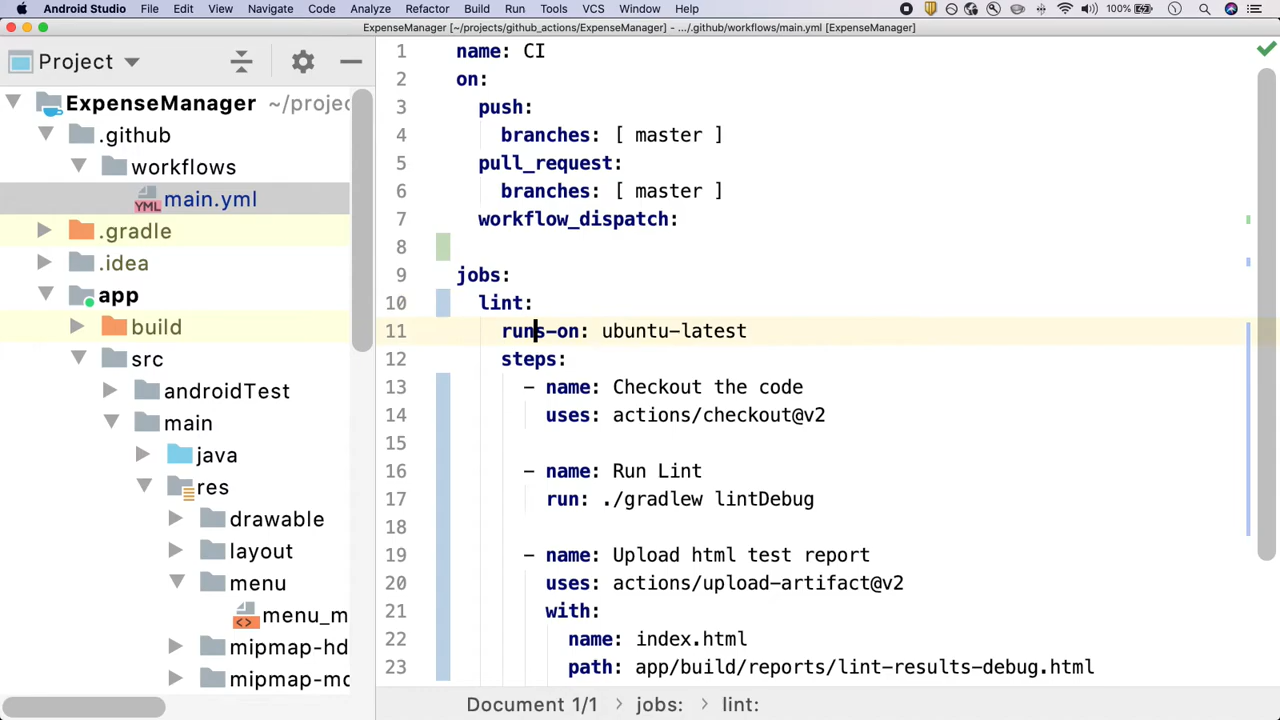 Android Studio File Edit View Navigate Code Analyze Refactor Build Run Tools VCS Window Help 100%
ExpenseManager [~/projects/github_actions/ExpenseManager] - .../.github/workflows/main.yml [ExpenseManager]
Project
ExpenseManager ~/projec
.github
workflows
YML main.yml
.gradle
.idea
app
build
src
androidTest
main
java
res
drawable
layout
menu
<> menu_m
mipmap-hd
mipmap-md
1 name: CI
2 on:
3 push:
4 branches: [ master ]
5 pull_request:
6 branches: [ master ]
7 workflow_dispatch:
8
9 jobs:
10 lint:
11 runs-on: ubuntu-latest
12 steps:
13 - name: Checkout the code
14 uses: actions/checkout@v2
15
16 - name: Run Lint
17 run: ./gradlew lintDebug
18
19 - name: Upload html test report
20 uses: actions/upload-artifact@v2
21 with:
22 name: index.html
23 path: app/build/reports/lint-results-debug.html
Document 1/1 > jobs: > lint: